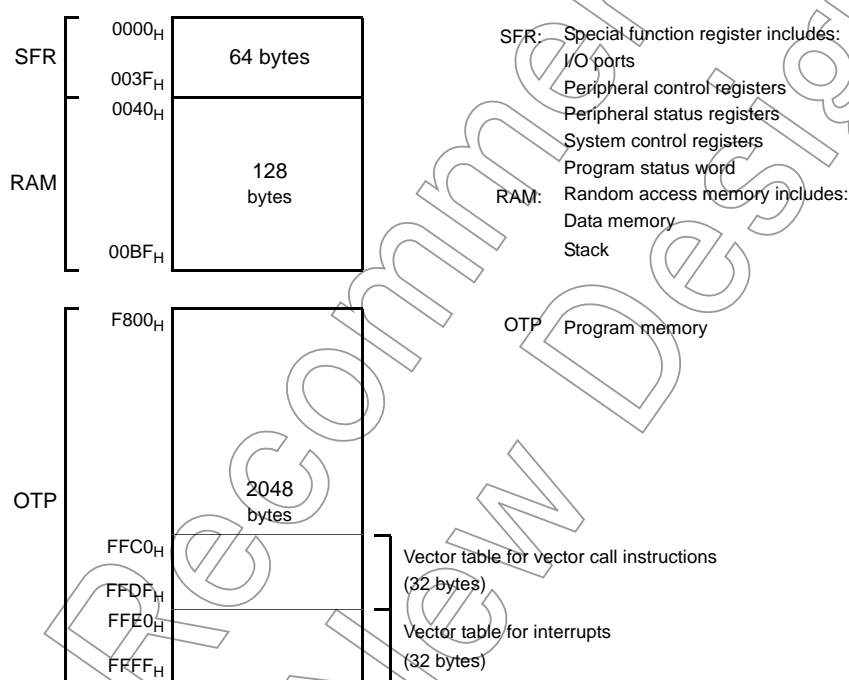 SFR
0000H
003FH
64 bytes
RAM
0040H
00BFH
128
bytes
SFR: Special function register includes:
I/O ports
Peripheral control registers
Peripheral status registers
System control registers
Program status word
RAM: Random access memory includes:
Data memory
Stack
OTP
F800H
2048
bytes
FFC0H
FFDFH
FFE0H
FFFFH
OTP Program memory
Vector table for vector call instructions
(32 bytes)
Vector table for interrupts
(32 bytes)
Recommen
New Desig